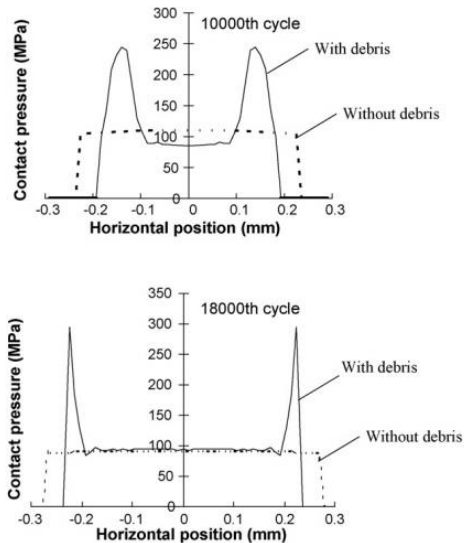 300
10000th cycle
With debris
250
200
Without debris
150
100
50
0
-0.3 -0.2 -0.1 0 0.1 0.2 0.3
Contact pressure (MPa)
Horizontal position (mm)
350
18000th cycle
300
250
With debris
200
150
Without debris
100
50
0
-0.3 -0.2 -0.1 0 0.1 0.2 0.3
Contact pressure (MPa)
Horizontal position (mm)